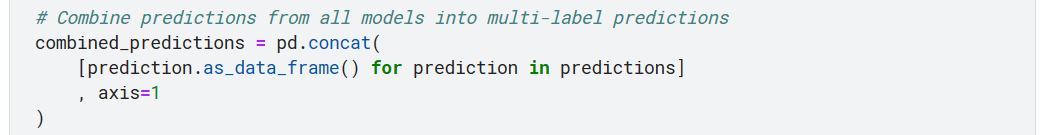 # Combine predictions from all models into multi-label predictions
combined_predictions = pd.concat(
    [prediction.as_data_frame() for prediction in predictions]
    , axis=1
)